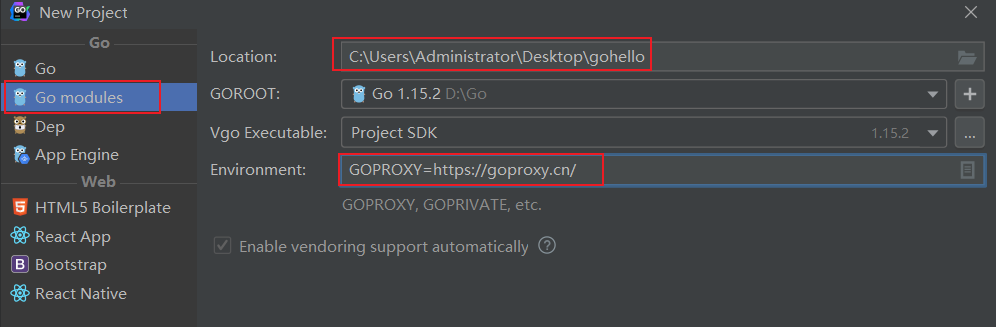 New Project
Go
Go
Go modules
Dep
App Engine
Web
HTML5 Boilerplate
React App
Bootstrap
React Native
Location: C:\Users\Administrator\Desktop\gohello
GOROOT: Go 1.15.2 D:\Go
Vgo Executable: Project SDK 1.15.2 ...
Environment: GOPROXY=https://goproxy.cn/
GOPROXY, GOPRIVATE, etc.
Enable vendoring support automatically ?